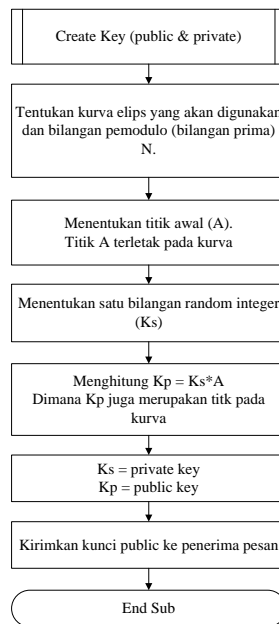 Create Key (public & private)
Tentukan kurva elips yang akan digunakan
dan bilangan pemodulo (bilangan prima)
N.
Menentukan titik awal (A).
Titik A terletak pada kurva
Menentukan satu bilangan random integer
(Ks)
Menghitung Kp = Ks*A
Dimana Kp juga merupakan titk pada
kurva
Ks = private key
Kp = public key
Kirimkan kunci public ke penerima pesan
End Sub